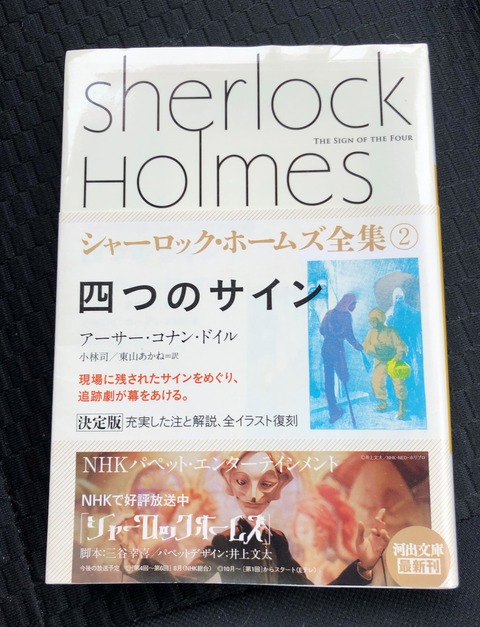 sherlock
THE SIGN OF THE FOUR
Holmes
シャーロック・ホームズ全集②
四つのサイン
アーサー・コナン・ドイル
小林司/東山あかね=訳
現場に残されたサインをめぐり、
追跡劇が幕をあける。
決定版 充実した注と解説、全イラスト復刻
NHKパペット・エンターテインメント
NHKで好評放送中
「シャーロックホームズ」
脚本:三谷幸喜/パペットデザイン:井上文太
河出文庫
最新刊